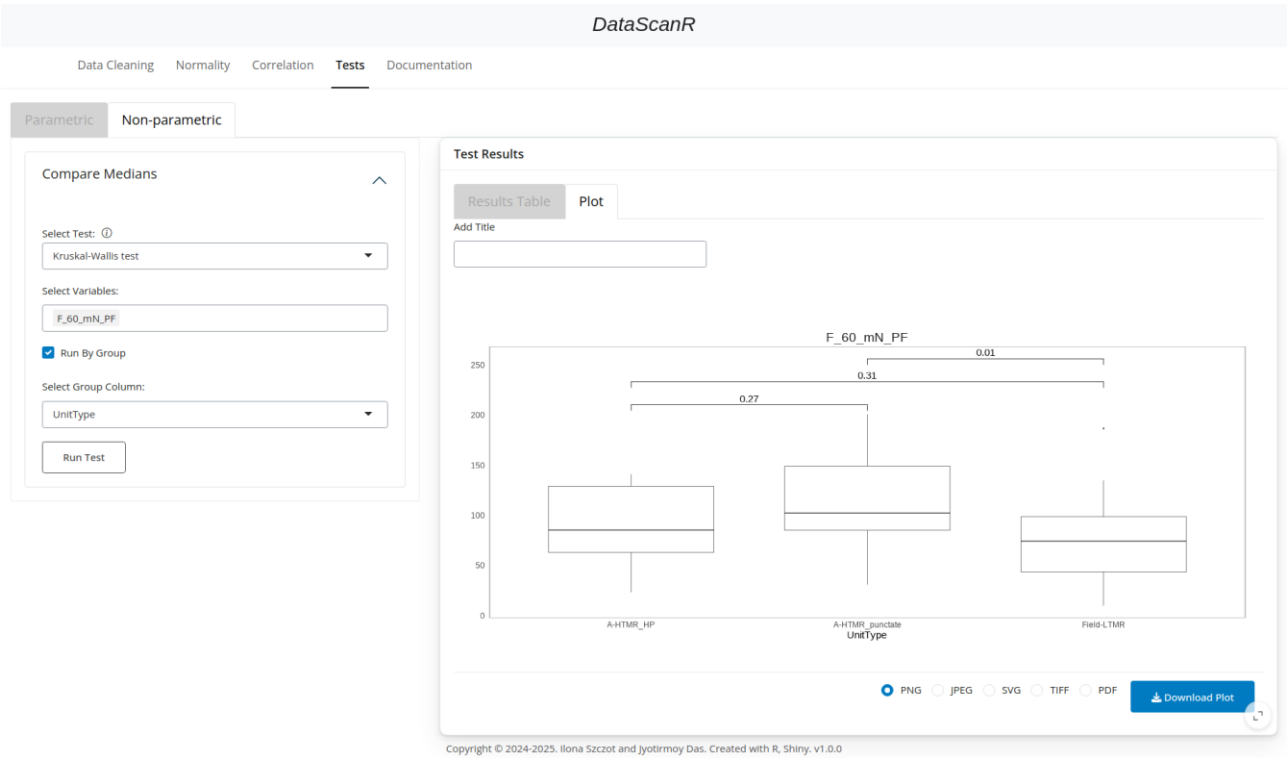 DataScanR
Data Cleaning Normality Correlation Tests Documentation
Parametric Non-parametric
Compare Medians
Select Test:
Kruskal-Wallis test
Select Variables:
F_60_mN_PF
Run By Group
Select Group Column:
UnitType
Run Test
Test Results
Results Table Plot
Add Title
F_60_mN_PF
0.01
0.31
0.27
250
200
150
100
50
0
A-HTMR_HP A-HTMR_punctate Field-LTMR
UnitType
PNG JPEG SVG TIFF PDF Download Plot
Copyright © 2024-2025. Ilona Szczot and Jyotirmoy Das. Created with R, Shiny. v1.0.0